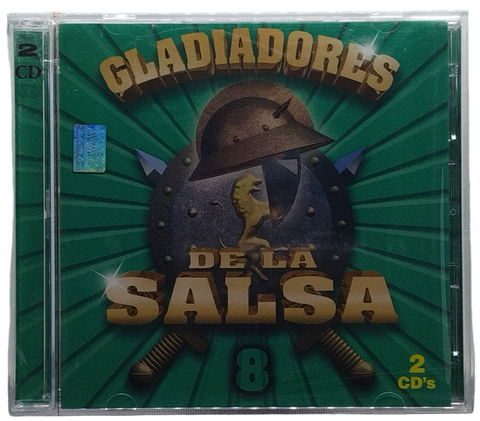 2
CD
GLADIADORES
DE LA
SALSA
8
2
CD's